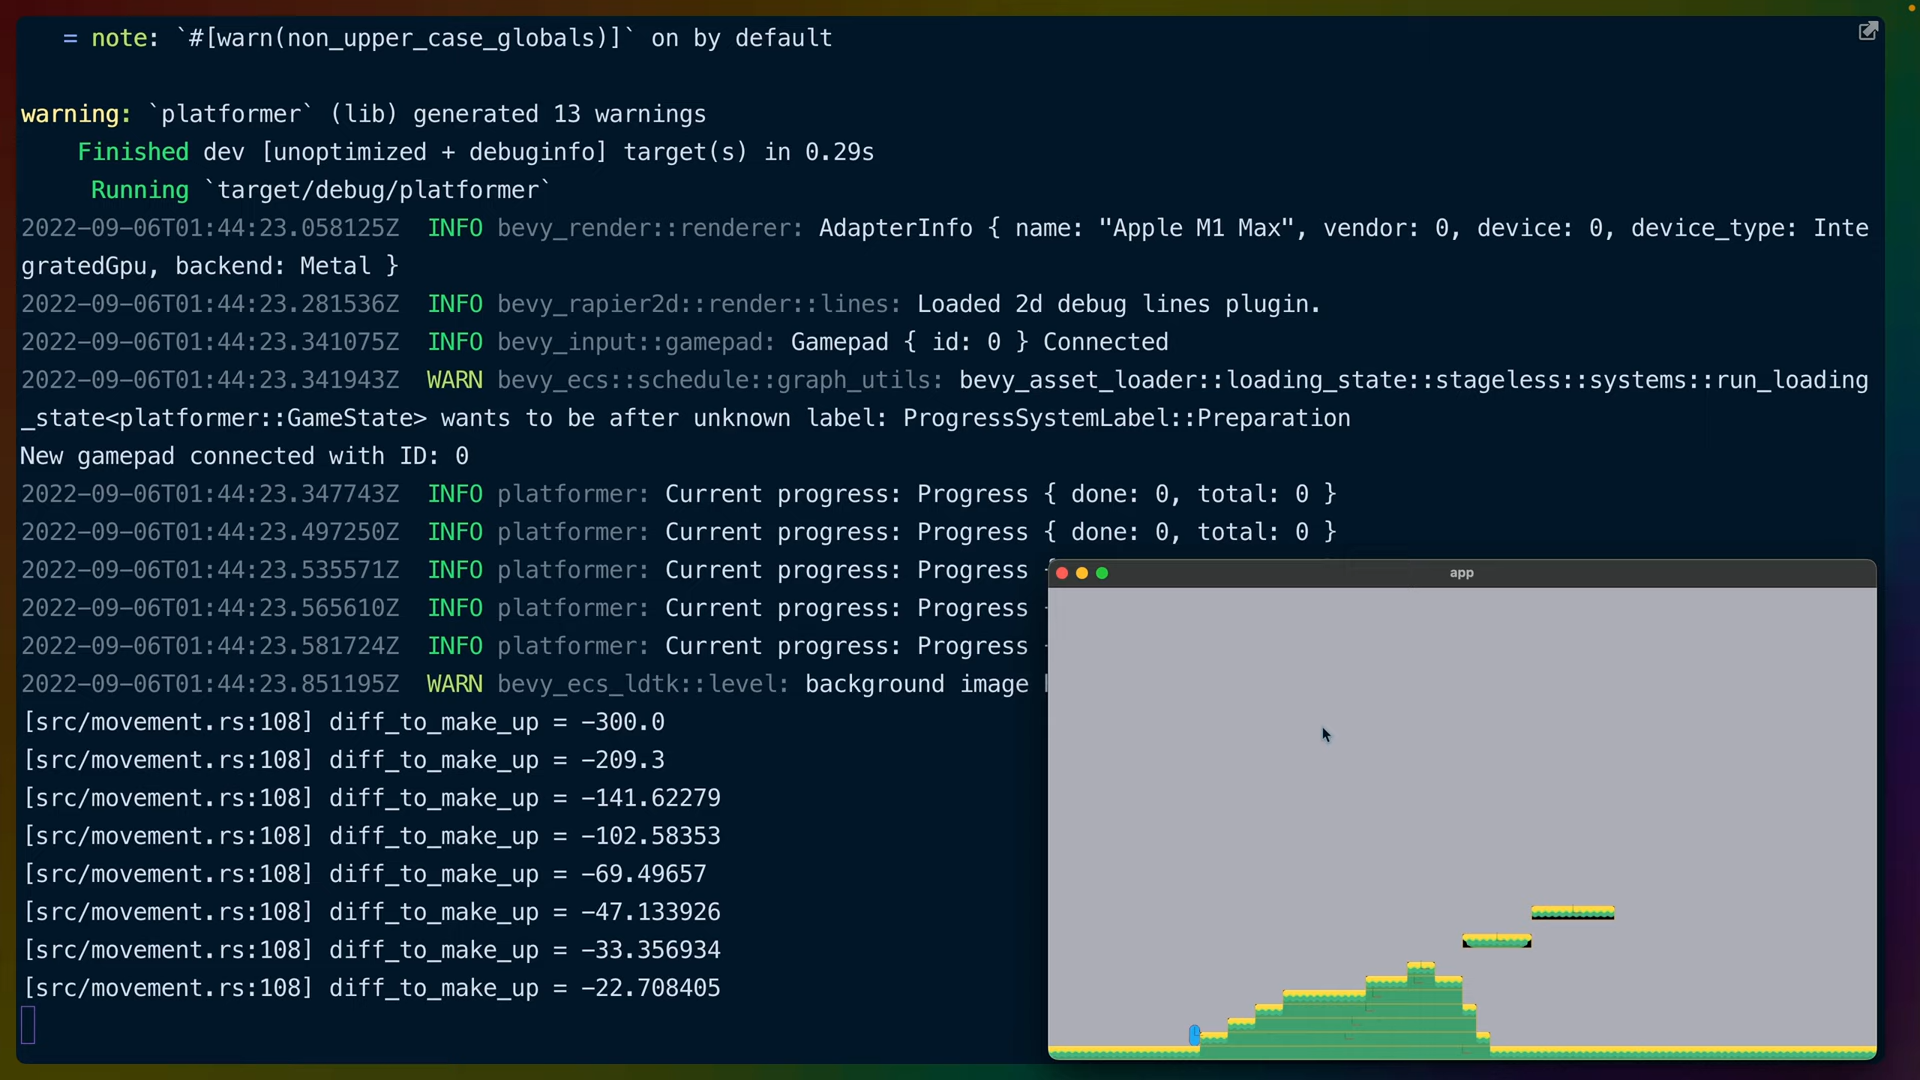 = note: `#[warn(non_upper_case_globals)]` on by default
warning: `platformer` (lib) generated 13 warnings
Finished dev [unoptimized + debuginfo] target(s) in 0.29s
Running `target/debug/platformer`
2022-09-06T01:44:23.058125Z INFO bevy_render::renderer: AdapterInfo { name: "Apple M1 Max", vendor: 0, device: 0, device_type: Inte
gratedGpu, backend: Metal }
2022-09-06T01:44:23.281536Z INFO bevy_rapier2d::render::lines: Loaded 2d debug lines plugin.
2022-09-06T01:44:23.341075Z INFO bevy_input::gamepad: Gamepad { id: 0 } Connected
2022-09-06T01:44:23.341943Z WARN bevy_ecs::schedule::graph_utils: bevy_asset_loader::loading_state::stageless::systems::run_loading
_state<platformer::GameState> wants to be after unknown label: ProgressSystemLabel::Preparation
New gamepad connected with ID: 0
2022-09-06T01:44:23.347743Z INFO platformer: Current progress: Progress { done: 0, total: 0 }
2022-09-06T01:44:23.497250Z INFO platformer: Current progress: Progress { done: 0, total: 0 }
2022-09-06T01:44:23.535571Z INFO platformer: Current progress: Progress
2022-09-06T01:44:23.565610Z INFO platformer: Current progress: Progress
2022-09-06T01:44:23.581724Z INFO platformer: Current progress: Progress
2022-09-06T01:44:23.851195Z WARN bevy_ecs_ldtk::level: background image
[src/movement.rs:108] diff_to_make_up = -300.0
[src/movement.rs:108] diff_to_make_up = -209.3
[src/movement.rs:108] diff_to_make_up = -141.62279
[src/movement.rs:108] diff_to_make_up = -102.58353
[src/movement.rs:108] diff_to_make_up = -69.49657
[src/movement.rs:108] diff_to_make_up = -47.133926
[src/movement.rs:108] diff_to_make_up = -33.356934
[src/movement.rs:108] diff_to_make_up = -22.708405
app